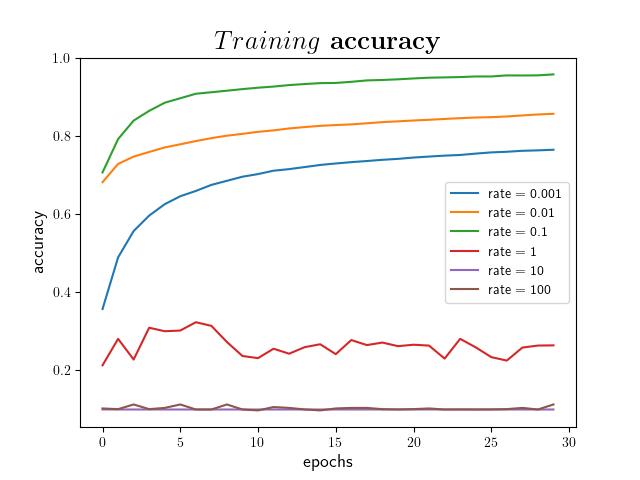 Training accuracy
1.0
0.8
0.6
0.4
0.2
accuracy
rate = 0.001
rate = 0.01
rate = 0.1
rate = 1
rate = 10
rate = 100
0 5 10 15 20 25 30
epochs